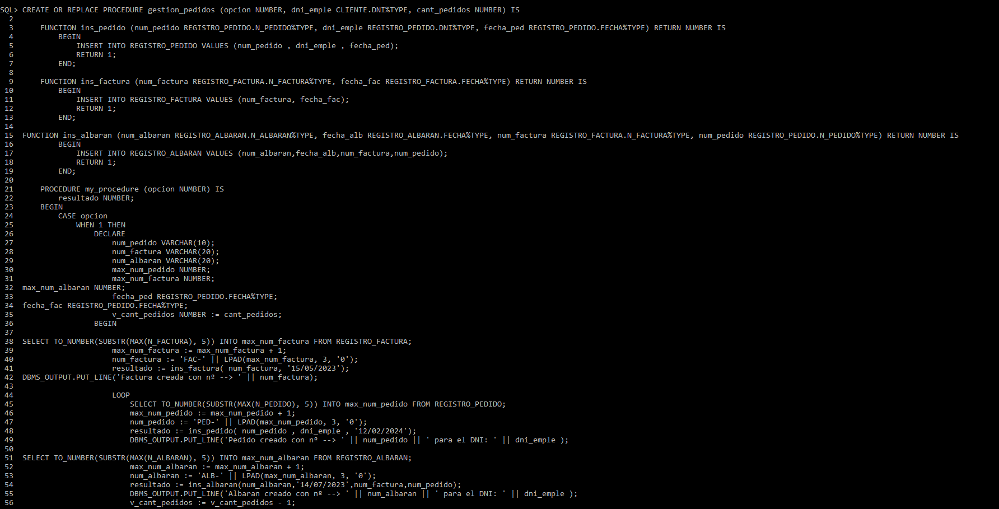 SQL> CREATE OR REPLACE PROCEDURE gestion_pedidos (opcion NUMBER, dni_emple CLIENTE.DNI%TYPE, cant_pedidos NUMBER) IS
2
3 FUNCTION ins_pedido (num_pedido REGISTRO_PEDIDO.N_PEDIDO%TYPE, dni_emple REGISTRO_PEDIDO.DNI%TYPE, fecha_ped REGISTRO_PEDIDO.FECHA%TYPE) RETURN NUMBER IS
4 BEGIN
5 INSERT INTO REGISTRO_PEDIDO VALUES (num_pedido , dni_emple , fecha_ped);
6 RETURN 1;
7 END;
8
9 FUNCTION ins_factura (num_factura REGISTRO_FACTURA.N_FACTURA%TYPE, fecha_fac REGISTRO_FACTURA.FECHA%TYPE) RETURN NUMBER IS
10 BEGIN
11 INSERT INTO REGISTRO_FACTURA VALUES (num_factura, fecha_fac);
12 RETURN 1;
13 END;
14
15 FUNCTION ins_albaran (num_albaran REGISTRO_ALBARAN.N_ALBARAN%TYPE, fecha_alb REGISTRO_ALBARAN.FECHA%TYPE, num_factura REGISTRO_FACTURA.N_FACTURA%TYPE, num_pedido REGISTRO_PEDIDO.N_PEDIDO%TYPE) RETURN NUMBER IS
16 BEGIN
17 INSERT INTO REGISTRO_ALBARAN VALUES (num_albaran,fecha_alb,num_factura,num_pedido);
18 RETURN 1;
19 END;
20
21 PROCEDURE my_procedure (opcion NUMBER) IS
22 resultado NUMBER;
23 BEGIN
24 CASE opcion
25 WHEN 1 THEN
26 DECLARE
27 num_pedido VARCHAR(10);
28 num_factura VARCHAR(20);
29 num_albaran VARCHAR(20);
30 max_num_pedido NUMBER;
31 max_num_factura NUMBER;
32 max_num_albaran NUMBER;
33 fecha_ped REGISTRO_PEDIDO.FECHA%TYPE;
34 fecha_fac REGISTRO_PEDIDO.FECHA%TYPE;
35 v_cant_pedidos NUMBER := cant_pedidos;
36 BEGIN
37
38 SELECT TO_NUMBER(SUBSTR(MAX(N_FACTURA), 5)) INTO max_num_factura FROM REGISTRO_FACTURA;
39 max_num_factura := max_num_factura + 1;
40 num_factura := 'FAC-' || LPAD(max_num_factura, 3, '0');
41 resultado := ins_factura( num_factura, '15/05/2023');
42 DBMS_OUTPUT.PUT_LINE('Factura creada con nº --> ' || num_factura);
43
44 LOOP
45 SELECT TO_NUMBER(SUBSTR(MAX(N_PEDIDO), 5)) INTO max_num_pedido FROM REGISTRO_PEDIDO;
46 max_num_pedido := max_num_pedido + 1;
47 num_pedido := 'PED-' || LPAD(max_num_pedido, 3, '0');
48 resultado := ins_pedido( num_pedido , dni_emple , '12/02/2024');
49 DBMS_OUTPUT.PUT_LINE('Pedido creado con nº --> ' || num_pedido || ' para el DNI: ' || dni_emple );
50
51 SELECT TO_NUMBER(SUBSTR(MAX(N_ALBARAN), 5)) INTO max_num_albaran FROM REGISTRO_ALBARAN;
52 max_num_albaran := max_num_albaran + 1;
53 num_albaran := 'ALB-' || LPAD(max_num_albaran, 3, '0');
54 resultado := ins_albaran(num_albaran,'14/07/2023',num_factura,num_pedido);
55 DBMS_OUTPUT.PUT_LINE('Albaran creado con nº --> ' || num_albaran || ' para el DNI: ' || dni_emple );
56 v_cant_pedidos := v_cant_pedidos - 1;